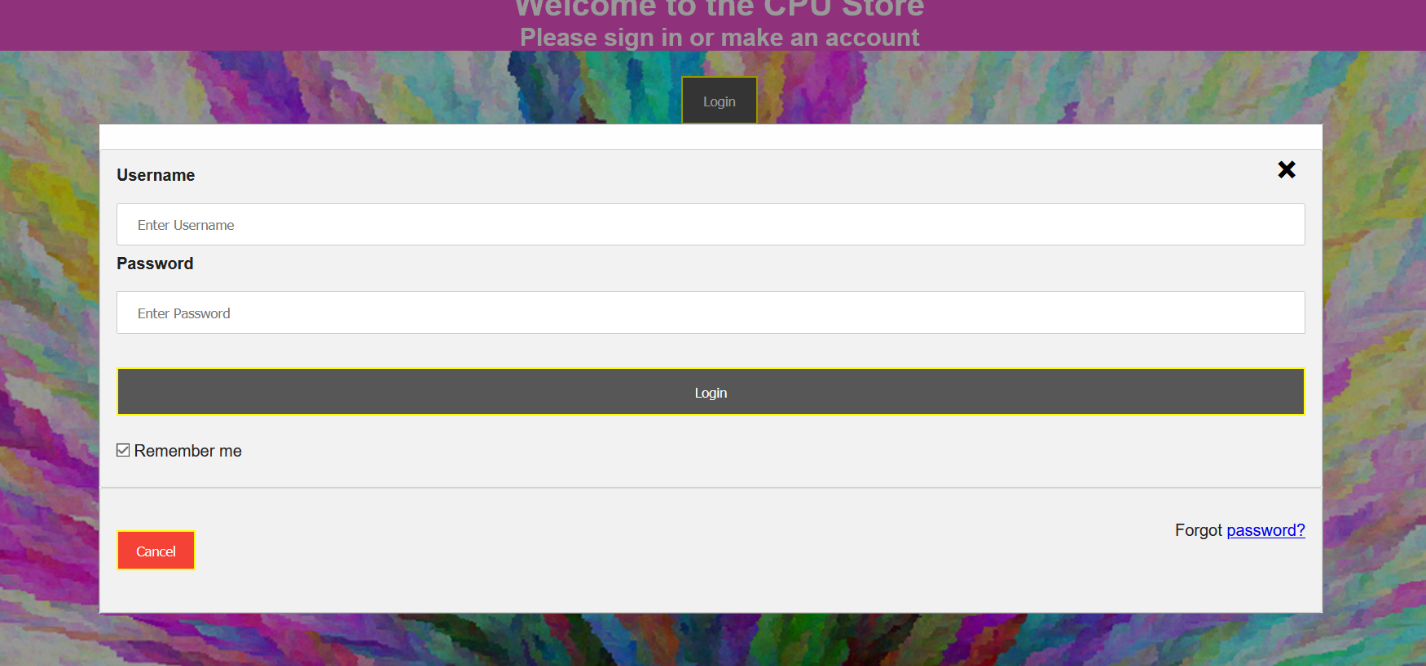 Welcome to the CPU Store
Please sign in or make an account
Login
Username
Enter Username
Password
Enter Password
Login
Remember me
Forgot password?
Cancel